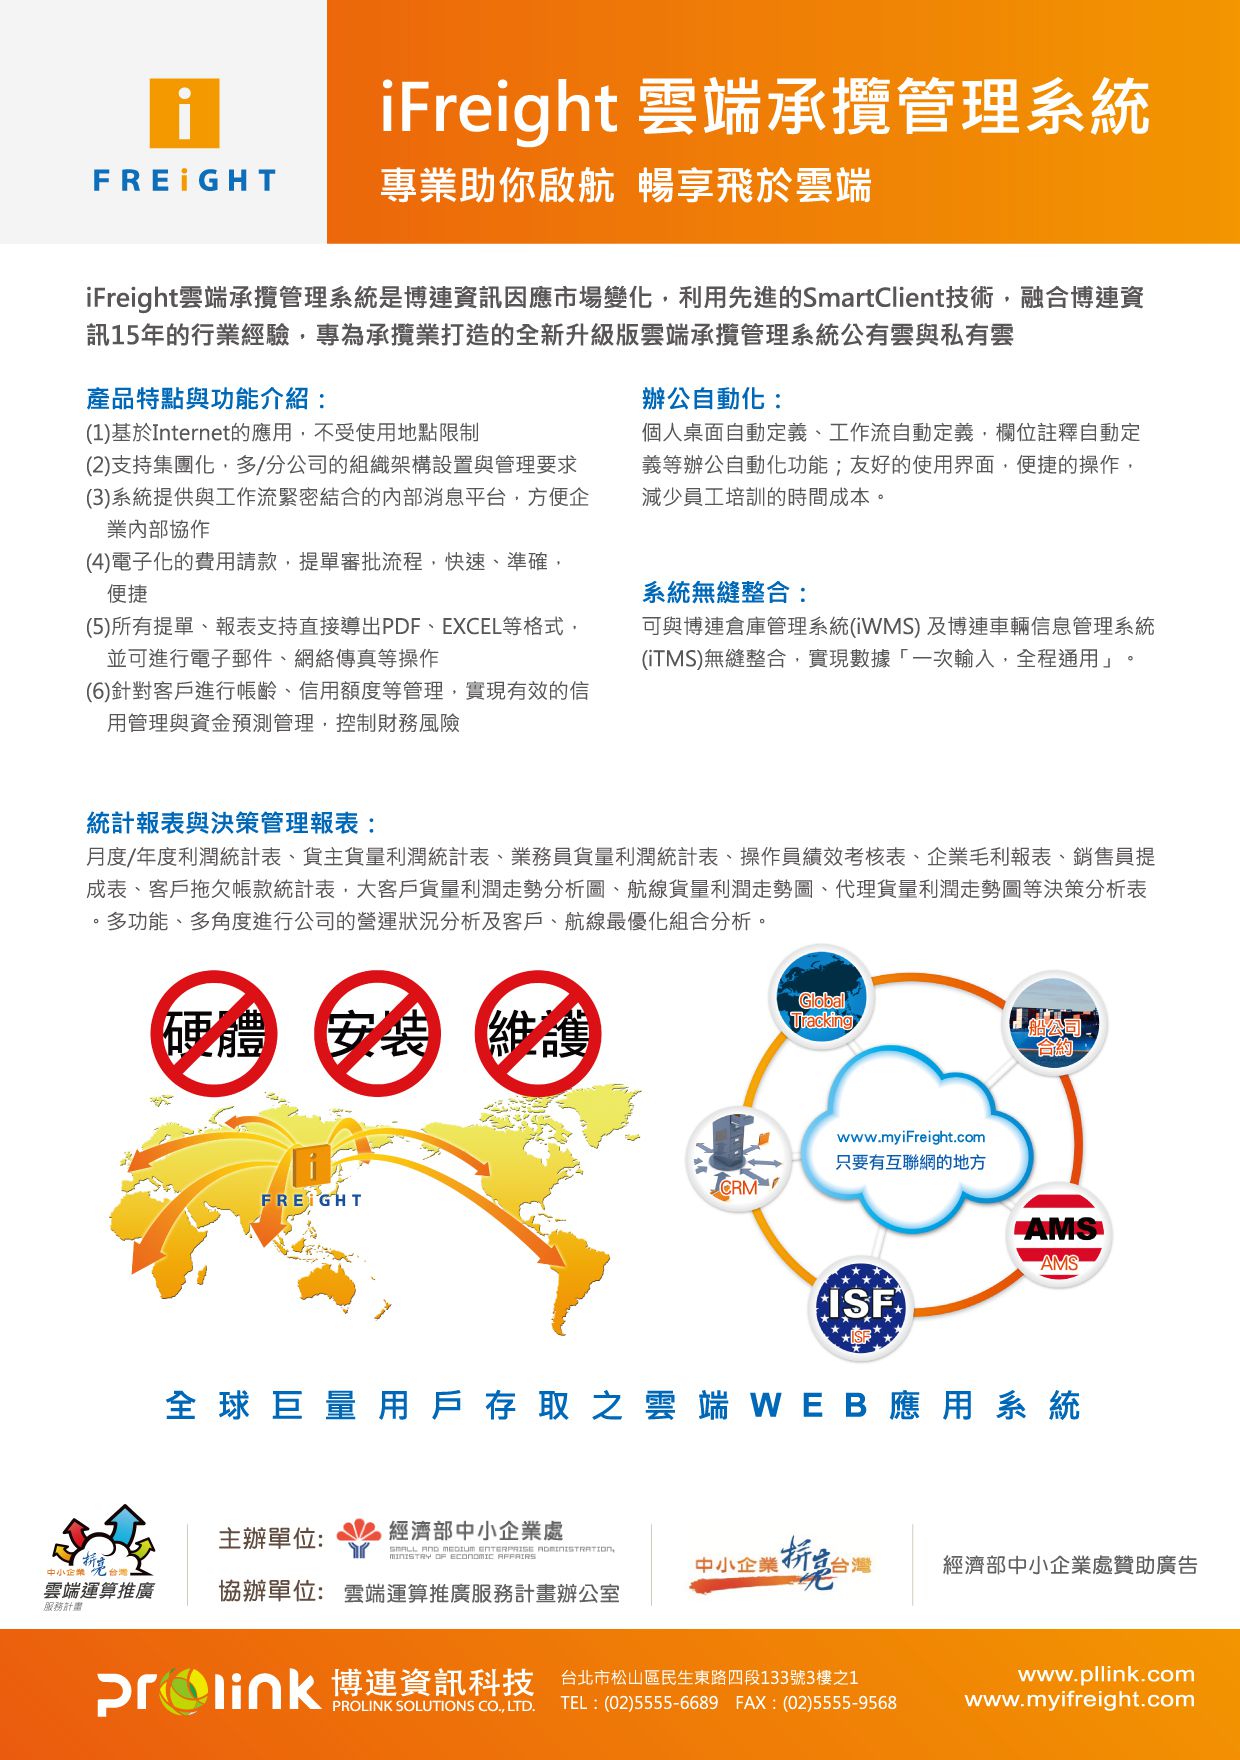 i
FREiGHT
iFreight 雲端承攬管理系統
專業助你啟航 暢享飛於雲端
iFreight雲端承攬管理系統是博連資訊因應市場變化，利用先進的SmartClient技術，融合博連資
訊15年的行業經驗，專為承攬業打造的全新升級版雲端承攬管理系統公有雲與私有雲
產品特點與功能介紹：
(1)基於Internet的應用，不受使用地點限制
(2)支持集團化，多/分公司的組織架構設置與管理要求
(3)系統提供與工作流緊密結合的內部消息平台，方便企
業內部協作
(4)電子化的費用請款，提單審批流程，快速、準確，
便捷
(5)所有提單、報表支持直接導出PDF、EXCEL等格式，
並可進行電子郵件、網絡傳真等操作
(6)針對客戶進行帳齡、信用額度等管理，實現有效的信
用管理與資金預測管理，控制財務風險
辦公自動化：
個人桌面自動定義、工作流自動定義，欄位註釋自動定
義等辦公自動化功能；友好的使用界面，便捷的操作，
減少員工培訓的時間成本。
系統無縫整合：
可與博連倉庫管理系統(iWMS) 及博連車輛信息管理系統
(iTMS)無縫整合，實現數據「一次輸入，全程通用」。
統計報表與決策管理報表：
月度/年度利潤統計表、貨主貨量利潤統計表、業務員貨量利潤統計表、操作員績效考核表、企業毛利報表、銷售員提
成表、客戶拖欠帳款統計表，大客戶貨量利潤走勢分析圖、航線貨量利潤走勢圖、代理貨量利潤走勢圖等決策分析表
。多功能、多角度進行公司的營運狀況分析及客戶、航線最優化組合分析。
硬體 安裝 維護
i
FREiGHT
Global
Tracking
船公司
合約
www.myiFreight.com
只要有互聯網的地方
CRM
AMS
AMS
ISF
ISF
全球巨量用戶存取之雲端WEB應用系統
中小企業 拼亮台灣
雲端運算推廣
服務計畫
主辦單位: 經濟部中小企業處
SMALL AND MEDIUM ENTERPRISE ADMINISTRATION,
MINISTRY OF ECONOMIC AFFAIRS
協辦單位: 雲端運算推廣服務計畫辦公室
中小企業 拼亮台灣
經濟部中小企業處贊助廣告
prolink 博連資訊科技
PROLINK SOLUTIONS CO., LTD.
台北市松山區民生東路四段133號3樓之1
TEL：(02)5555-6689 FAX：(02)5555-9568
www.pllink.com
www.myifreight.com